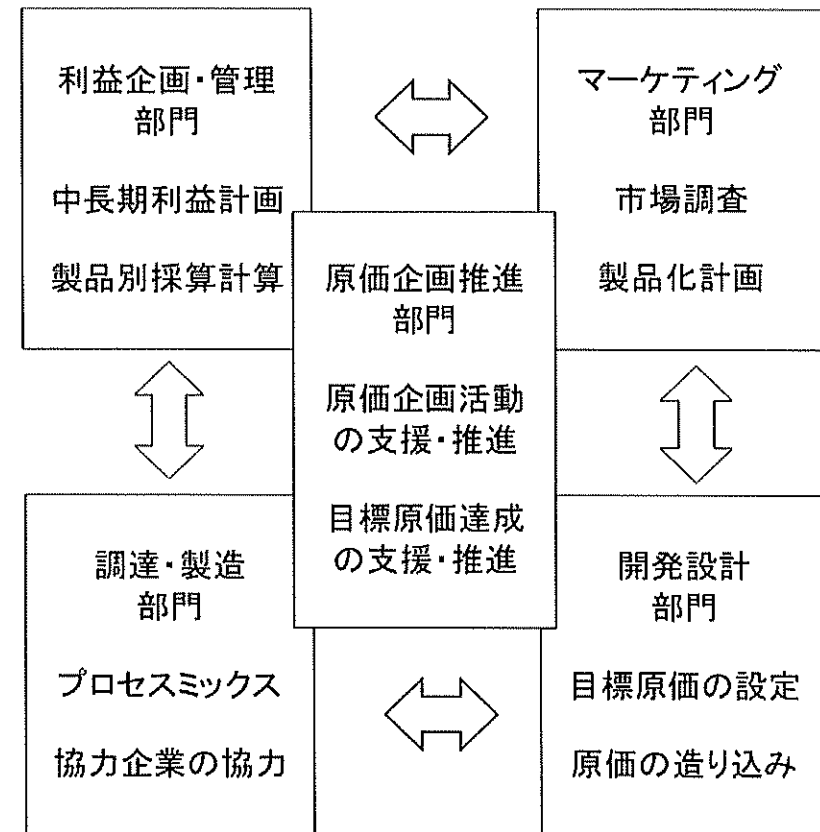 利益企画・管理
部門
中長期利益計画
製品別採算計算
マーケティング
部門
市場調査
製品化計画
原価企画推進
部門
原価企画活動
の支援・推進
目標原価達成
の支援・推進
調達・製造
部門
プロセスミックス
協力企業の協力
開発設計
部門
目標原価の設定
原価の造り込み